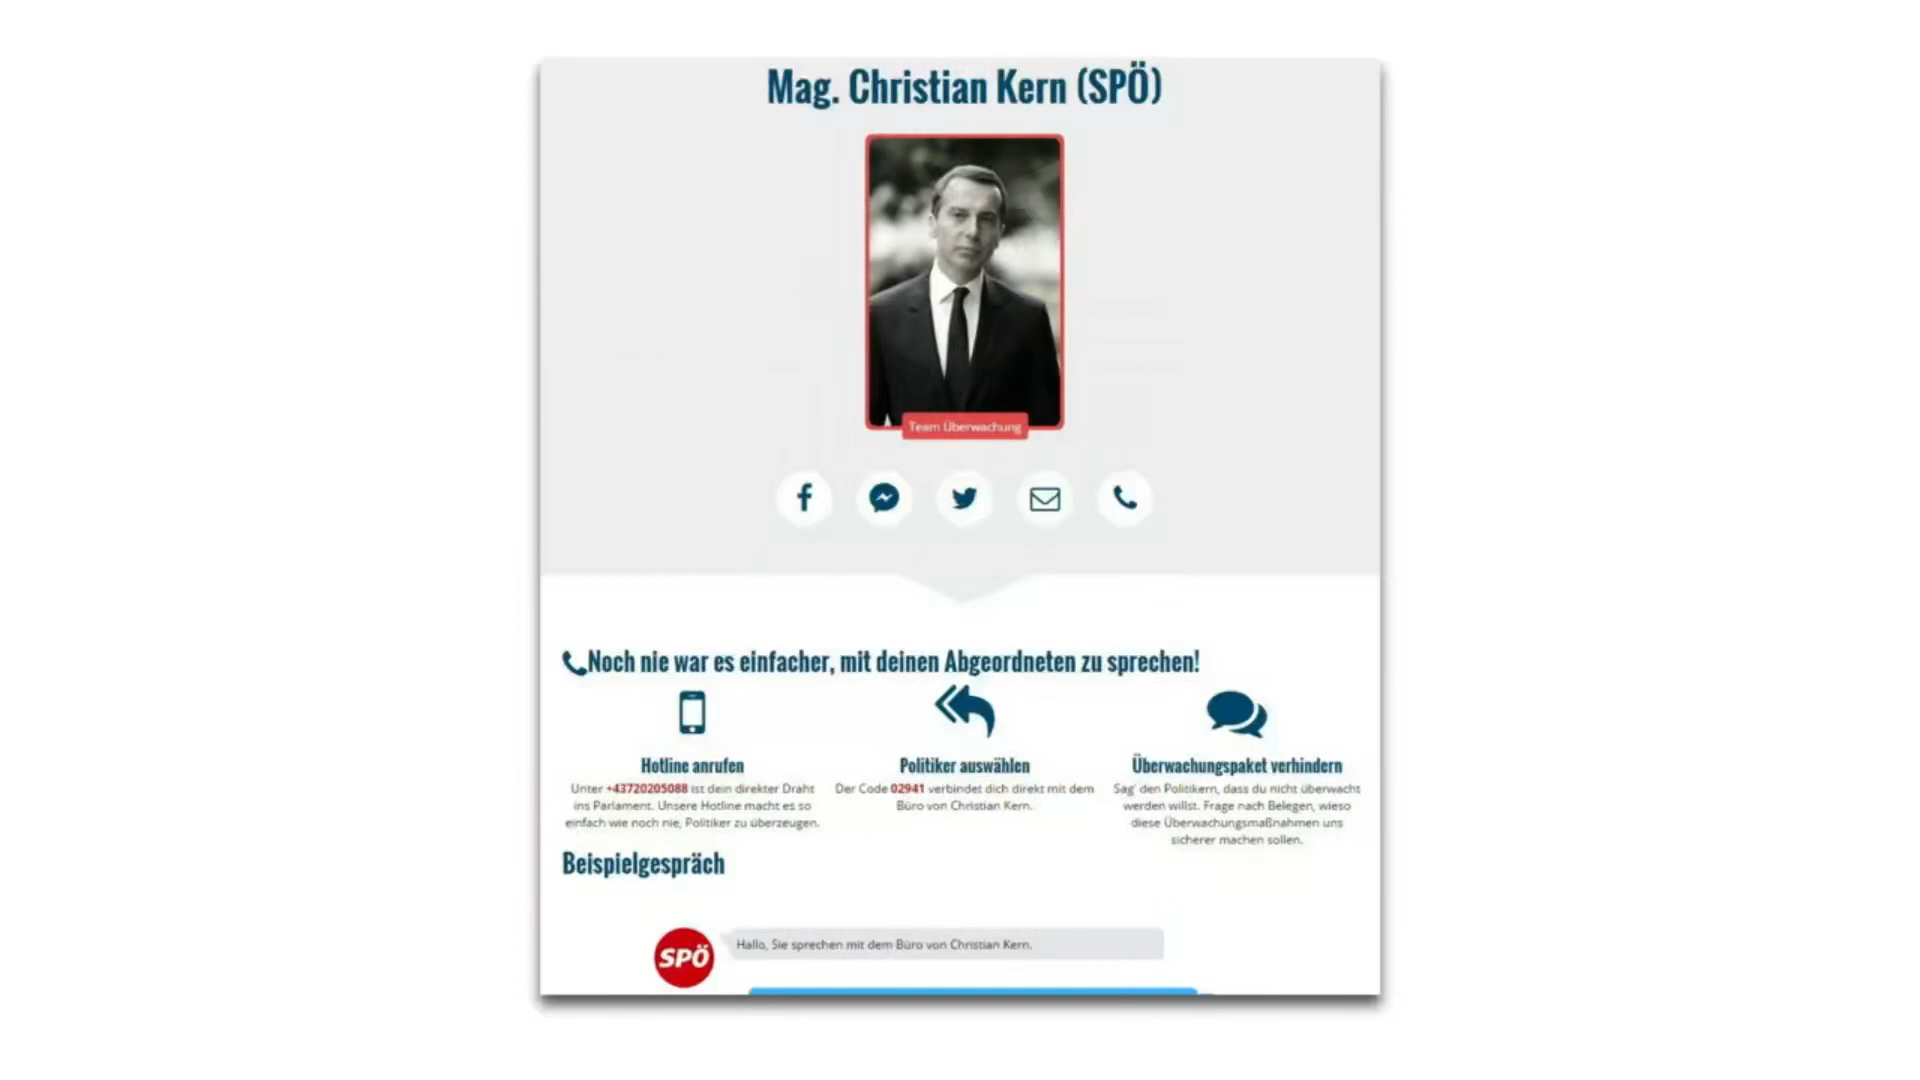 Mag. Christian Kern (SPÖ)
Team Überwachung
Noch nie war es einfacher, mit deinen Abgeordneten zu sprechen!
Hotline anrufen
Unter +43720205088 ist dein direkter Draht
ins Parlament. Unsere Hotline macht es so
einfach wie noch nie, Politiker zu überzeugen.
Politiker auswählen
Der Code 02941 verbindet dich direkt mit dem
Büro von Christian Kern.
Überwachungspaket verhindern
Sag' den Politikern, dass du nicht überwacht
werden willst. Frage nach Belegen, wieso
diese Überwachungsmaßnahmen uns
sicherer machen sollen.
Beispielgespräch
SPÖ
Hallo, Sie sprechen mit dem Büro von Christian Kern.